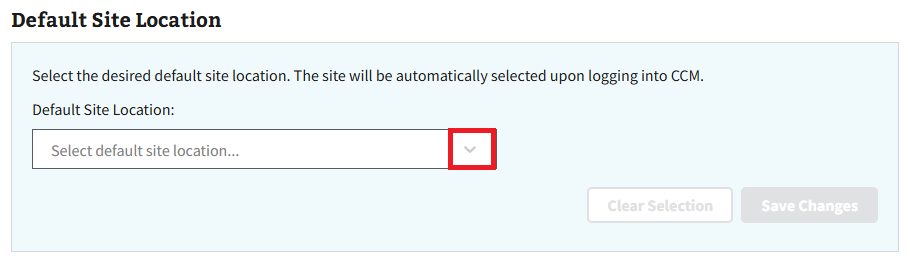 Default Site Location
Select the desired default site location. The site will be automatically selected upon logging into CCM.
Default Site Location:
Select default site location...
Clear Selection
Save Changes